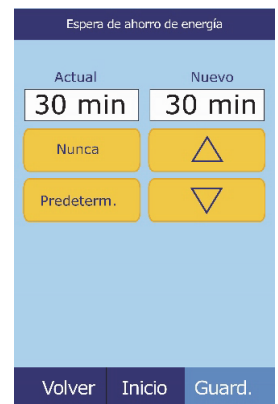 Espera de ahorro de energía
Actual Nuevo
30 min 30 min
Nunca
Predeterm.
Volver Inicio Guard.